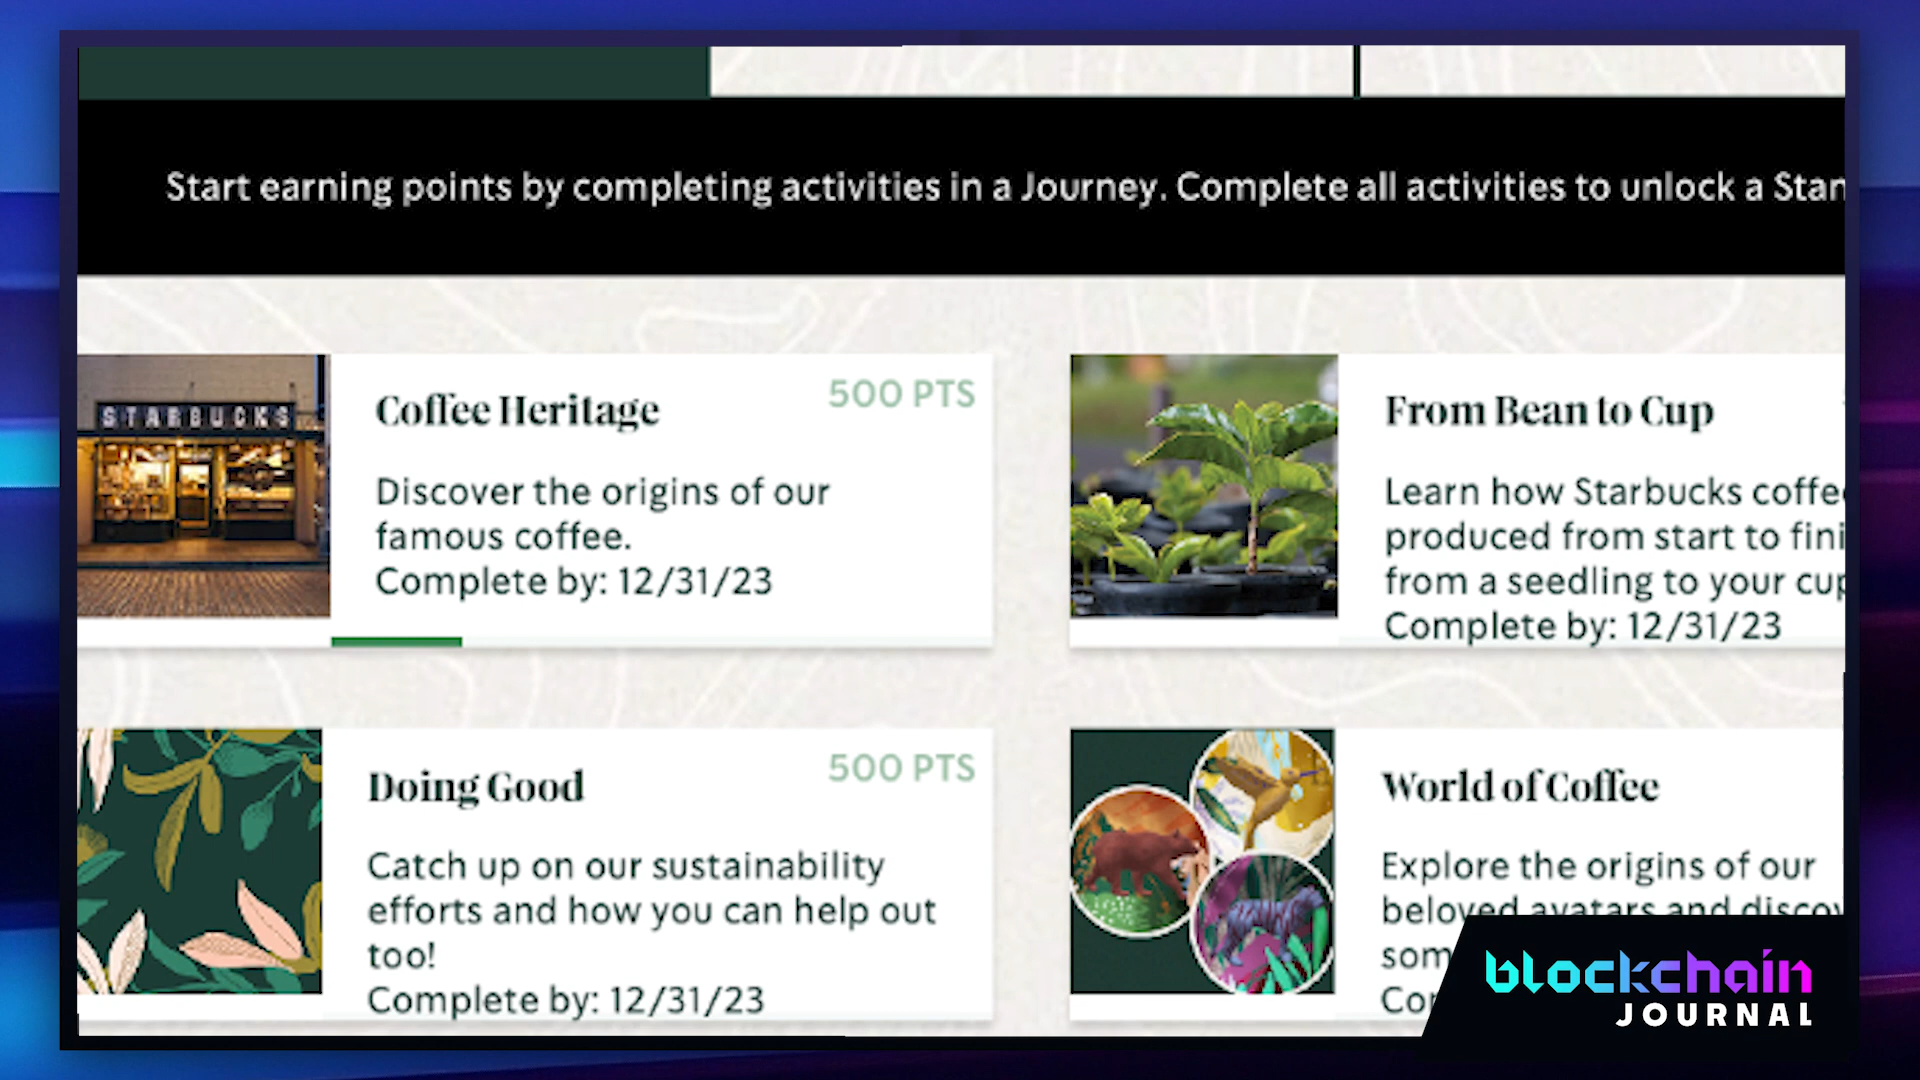 Start earning points by completing activities in a Journey. Complete all activities to unlock a
STARBUCKS
Coffee Heritage
500 PTS
Discover the origins of our
famous coffee.
Complete by: 12/31/23
From Bean to Cup
Learn how Starbucks
produced from start to
from a seedling to your cup
Complete by: 12/31/23
Doing Good
500 PTS
Catch up on our sustainability
efforts and how you can help out
too!
Complete by: 12/31/23
World of Coffee
Explore the origins of our
beloved avatars and
blockchain
JOURNAL